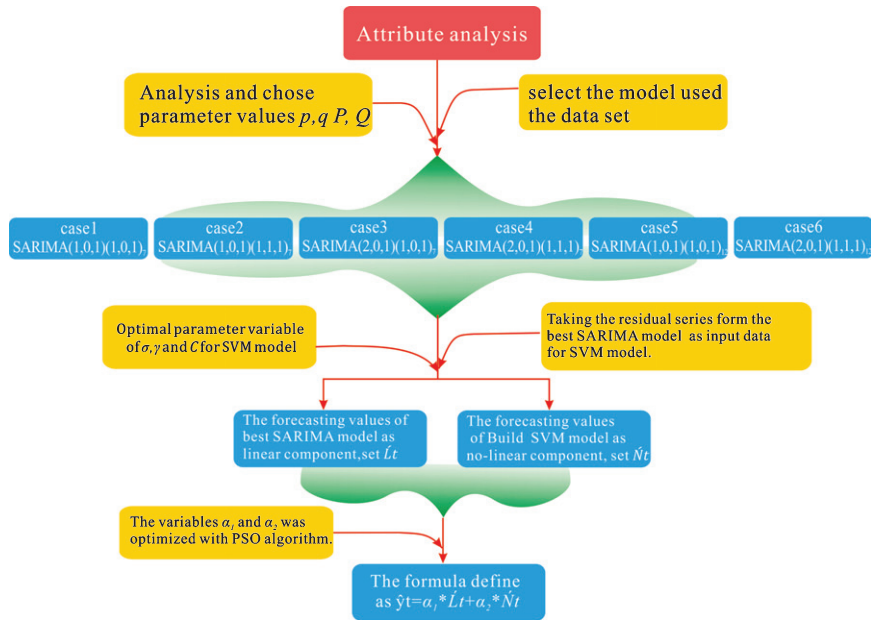 Attribute analysis
Analysis and chose
parameter values p,q P, Q
select the model used
the data set
case1
SARIMA(1,0,1)(1,0,1)₇
case2
SARIMA(1,0,1)(1,1,1)₇
case3
SARIMA(2,0,1)(1,0,1)₇
case4
SARIMA(2,0,1)(1,1,1)₇
case5
SARIMA(1,0,1)(1,0,1)₁₂
case6
SARIMA(2,0,1)(1,1,1)₁₂
Optimal parameter variable
of σ,γ and C for SVM model
Taking the residual series form the
best SARIMA model as input data
for SVM model.
The forecasting values of
best SARIMA model as
linear component,set Ĺt
The forecasting values
of Build SVM model as
no-linear component, set Ńt
The variables α₁ and α₂ was
optimized with PSO algorithm.
The formula define
as ŷt=α₁*Ĺt+α₂*Ńt